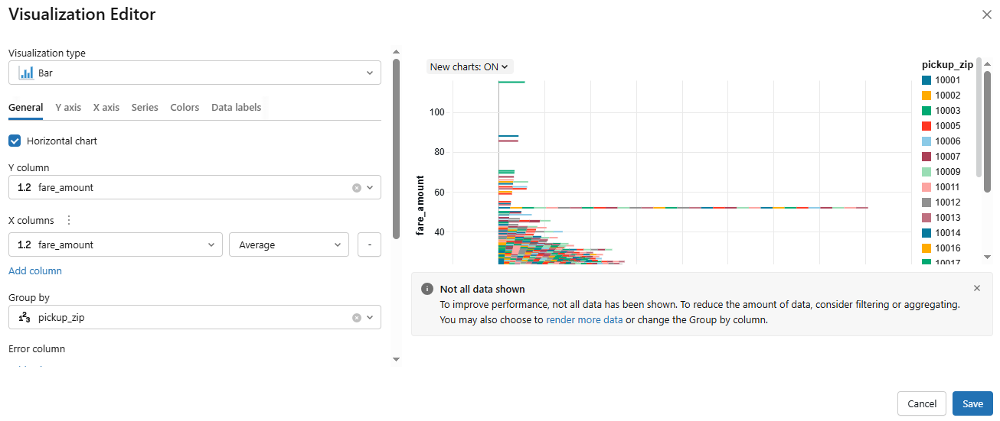 Visualization Editor
Visualization type
Bar
General Y axis X axis Series Colors Data labels
Horizontal chart
Y column
1.2 fare_amount
X columns
1.2 fare_amount Average -
Add column
Group by
123 pickup_zip
Error column
New charts: ON
100
80
60
40
fare_amount
pickup_zip
10001
10002
10003
10005
10006
10007
10009
10011
10012
10013
10014
10016
10017
Not all data shown
To improve performance, not all data has been shown. To reduce the amount of data, consider filtering or aggregating.
You may also choose to render more data or change the Group by column.
Cancel Save